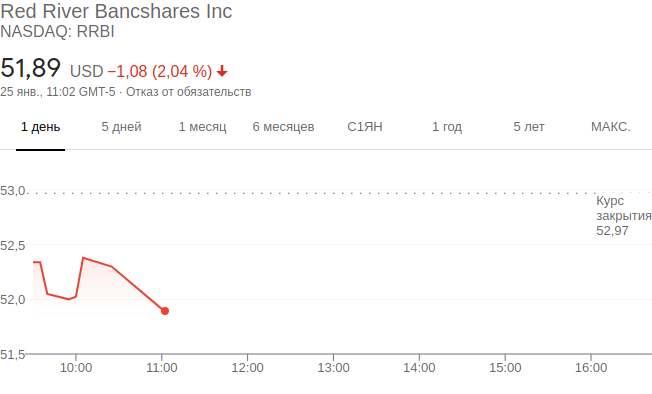 Red River Bancshares Inc
NASDAQ: RRBI
51,89 USD −1,08 (2,04 %)
25 янв., 11:02 GMT-5 · Отказ от обязательств
1 день 5 дней 1 месяц 6 месяцев С1ЯН 1 год 5 лет МАКС.
53,0
Курс
закрытия
52,97
52,5
52,0
51,5
10:00 11:00 12:00 13:00 14:00 15:00 16:00